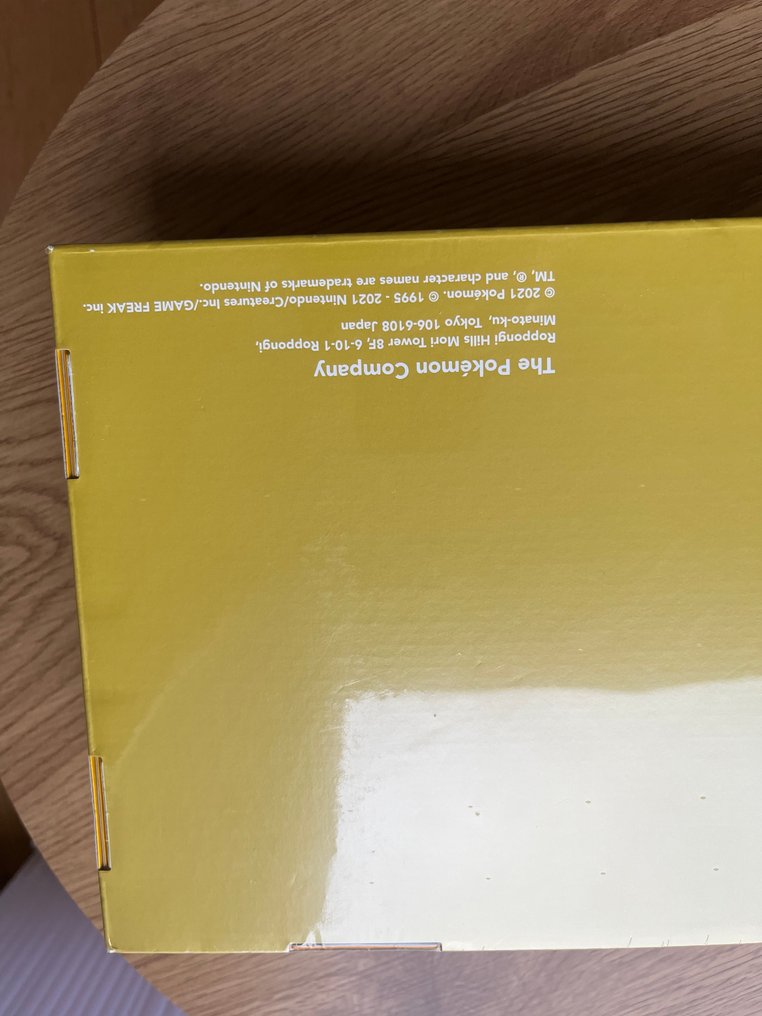 The Pokémon Company
Roppongi Hills Mori Tower 8F, 6-10-1 Roppongi,
Minato-ku, Tokyo 106-6108 Japan
© 2021 Pokémon. © 1995 - 2021 Nintendo/Creatures Inc./GAME FREAK inc.
TM, ®, and character names are trademarks of Nintendo.